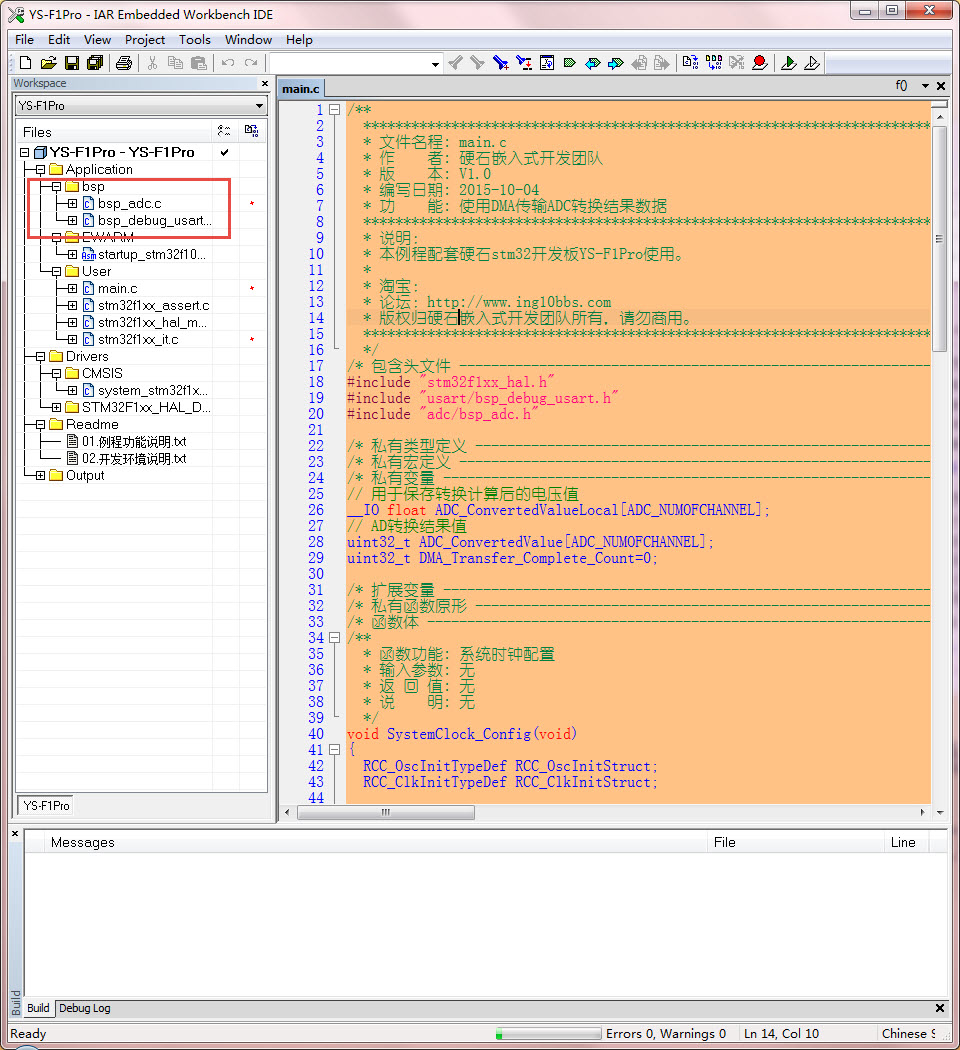 YS-F1Pro - IAR Embedded Workbench IDE
File Edit View Project Tools Window Help
Workspace
YS-F1Pro
Files
YS-F1Pro - YS-F1Pro
Application
bsp
bsp_adc.c
bsp_debug_usart...
EWARM
startup_stm32f10...
User
main.c
stm32f1xx_assert.c
stm32f1xx_hal_m...
stm32f1xx_it.c
Drivers
CMSIS
system_stm32f1x...
STM32F1xx_HAL_D...
Readme
01.例程功能说明.txt
02.开发环境说明.txt
Output
YS-F1Pro
main.c
f()
1 /**
2 ******************************************************************************
3 * 文件名程: main.c
4 * 作 者: 硬石嵌入式开发团队
5 * 版 本: V1.0
6 * 编写日期: 2015-10-04
7 * 功 能: 使用DMA传输ADC转换结果数据
8 ******************************************************************************
9 * 说明:
10 * 本例程配套硬石stm32开发板YS-F1Pro使用。
11 *
12 * 淘宝:
13 * 论坛: http://www.ing10bbs.com
14 * 版权归硬石嵌入式开发团队所有，请勿商用。
15 ******************************************************************************
16 */
17 /* 包含头文件 ----------------------------------------------------------
18 #include "stm32f1xx_hal.h"
19 #include "usart/bsp_debug_usart.h"
20 #include "adc/bsp_adc.h"
21
22 /* 私有类型定义 --------------------------------------------------------
23 /* 私有宏定义 ----------------------------------------------------------
24 /* 私有变量 ------------------------------------------------------------
25 // 用于保存转换计算后的电压值
26 __IO float ADC_ConvertedValueLocal[ADC_NUMOFCHANNEL];
27 // AD转换结果值
28 uint32_t ADC_ConvertedValue[ADC_NUMOFCHANNEL];
29 uint32_t DMA_Transfer_Complete_Count=0;
30
31 /* 扩展变量 ------------------------------------------------------------
32 /* 私有函数原形 --------------------------------------------------------
33 /* 函数体 --------------------------------------------------------------
34 /**
35 * 函数功能: 系统时钟配置
36 * 输入参数: 无
37 * 返 回 值: 无
38 * 说 明: 无
39 */
40 void SystemClock_Config(void)
41 {
42 RCC_OscInitTypeDef RCC_OscInitStruct;
43 RCC_ClkInitTypeDef RCC_ClkInitStruct;
44
Messages File Line
Build
Build Debug Log
Ready Errors 0, Warnings 0 Ln 14, Col 10 Chinese S